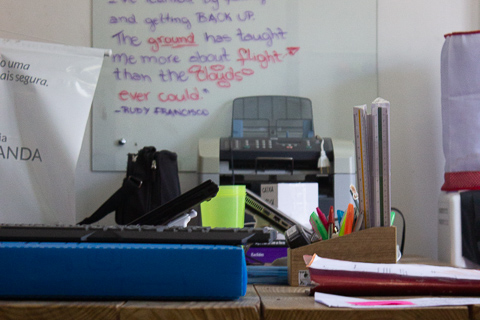 and getting BACK UP.
The ground has taught
me more about flight
than the clouds
ever could."
-RUDY FRANCISCO
o uma
ais segura.
ia
ANDA